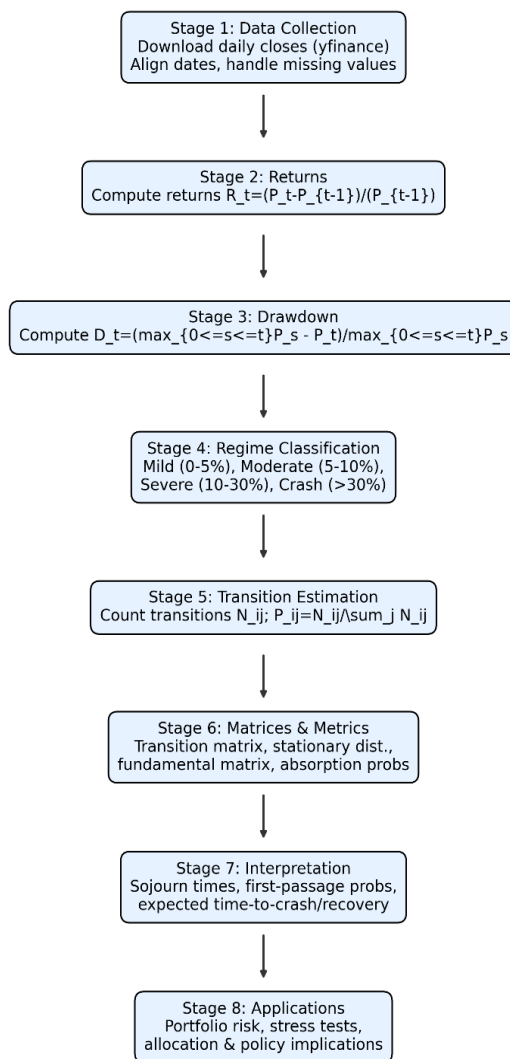 Stage 1: Data Collection
Download daily closes (yfinance)
Align dates, handle missing values
Stage 2: Returns
Compute returns R_t=(P_t-P_{t-1})/(P_{t-1})
Stage 3: Drawdown
Compute D_t=(max_{0<=s<=t}P_s - P_t)/max_{0<=s<=t}P_s
Stage 4: Regime Classification
Mild (0-5%), Moderate (5-10%),
Severe (10-30%), Crash (>30%)
Stage 5: Transition Estimation
Count transitions N_ij; P_ij=N_ij/\sum_j N_ij
Stage 6: Matrices & Metrics
Transition matrix, stationary dist.,
fundamental matrix, absorption probs
Stage 7: Interpretation
Sojourn times, first-passage probs,
expected time-to-crash/recovery
Stage 8: Applications
Portfolio risk, stress tests,
allocation & policy implications